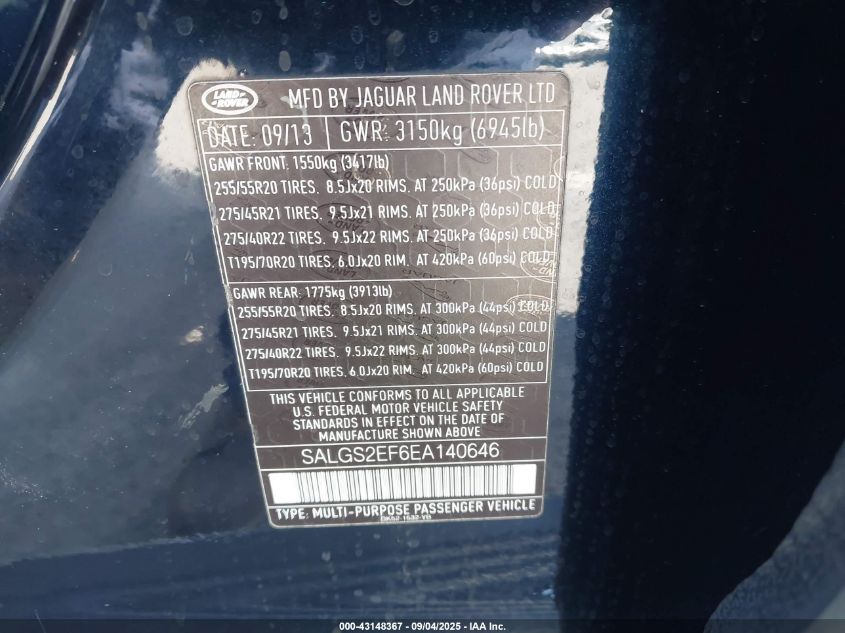 LAND ROVER
MFD BY JAGUAR LAND ROVER LTD
DATE: 09/13 GWR: 3150kg (6945lb)
GAWR FRONT: 1550kg (3417lb)
255/55R20 TIRES. 8.5Jx20 RIMS. AT 250kPa (36psi) COLD
275/45R21 TIRES. 9.5Jx21 RIMS. AT 250kPa (36psi) COLD
275/40R22 TIRES. 9.5Jx22 RIMS. AT 250kPa (36psi) COLD
T195/70R20 TIRES. 6.0Jx20 RIM. AT 420kPa (60psi) COLD
GAWR REAR: 1775kg (3913lb)
255/55R20 TIRES. 8.5Jx20 RIMS. AT 300kPa (44psi) COLD
275/45R21 TIRES. 9.5Jx21 RIMS. AT 300kPa (44psi) COLD
275/40R22 TIRES. 9.5Jx22 RIMS. AT 300kPa (44psi) COLD
T195/70R20 TIRES. 6.0Jx20 RIM. AT 420kPa (60psi) COLD
THIS VEHICLE CONFORMS TO ALL APPLICABLE
U.S. FEDERAL MOTOR VEHICLE SAFETY
STANDARDS IN EFFECT ON THE DATE OF
MANUFACTURE SHOWN ABOVE
SALGS2EF6EA140646
TYPE: MULTI-PURPOSE PASSENGER VEHICLE
000-43148367 - 09/04/2025 - IAA Inc.